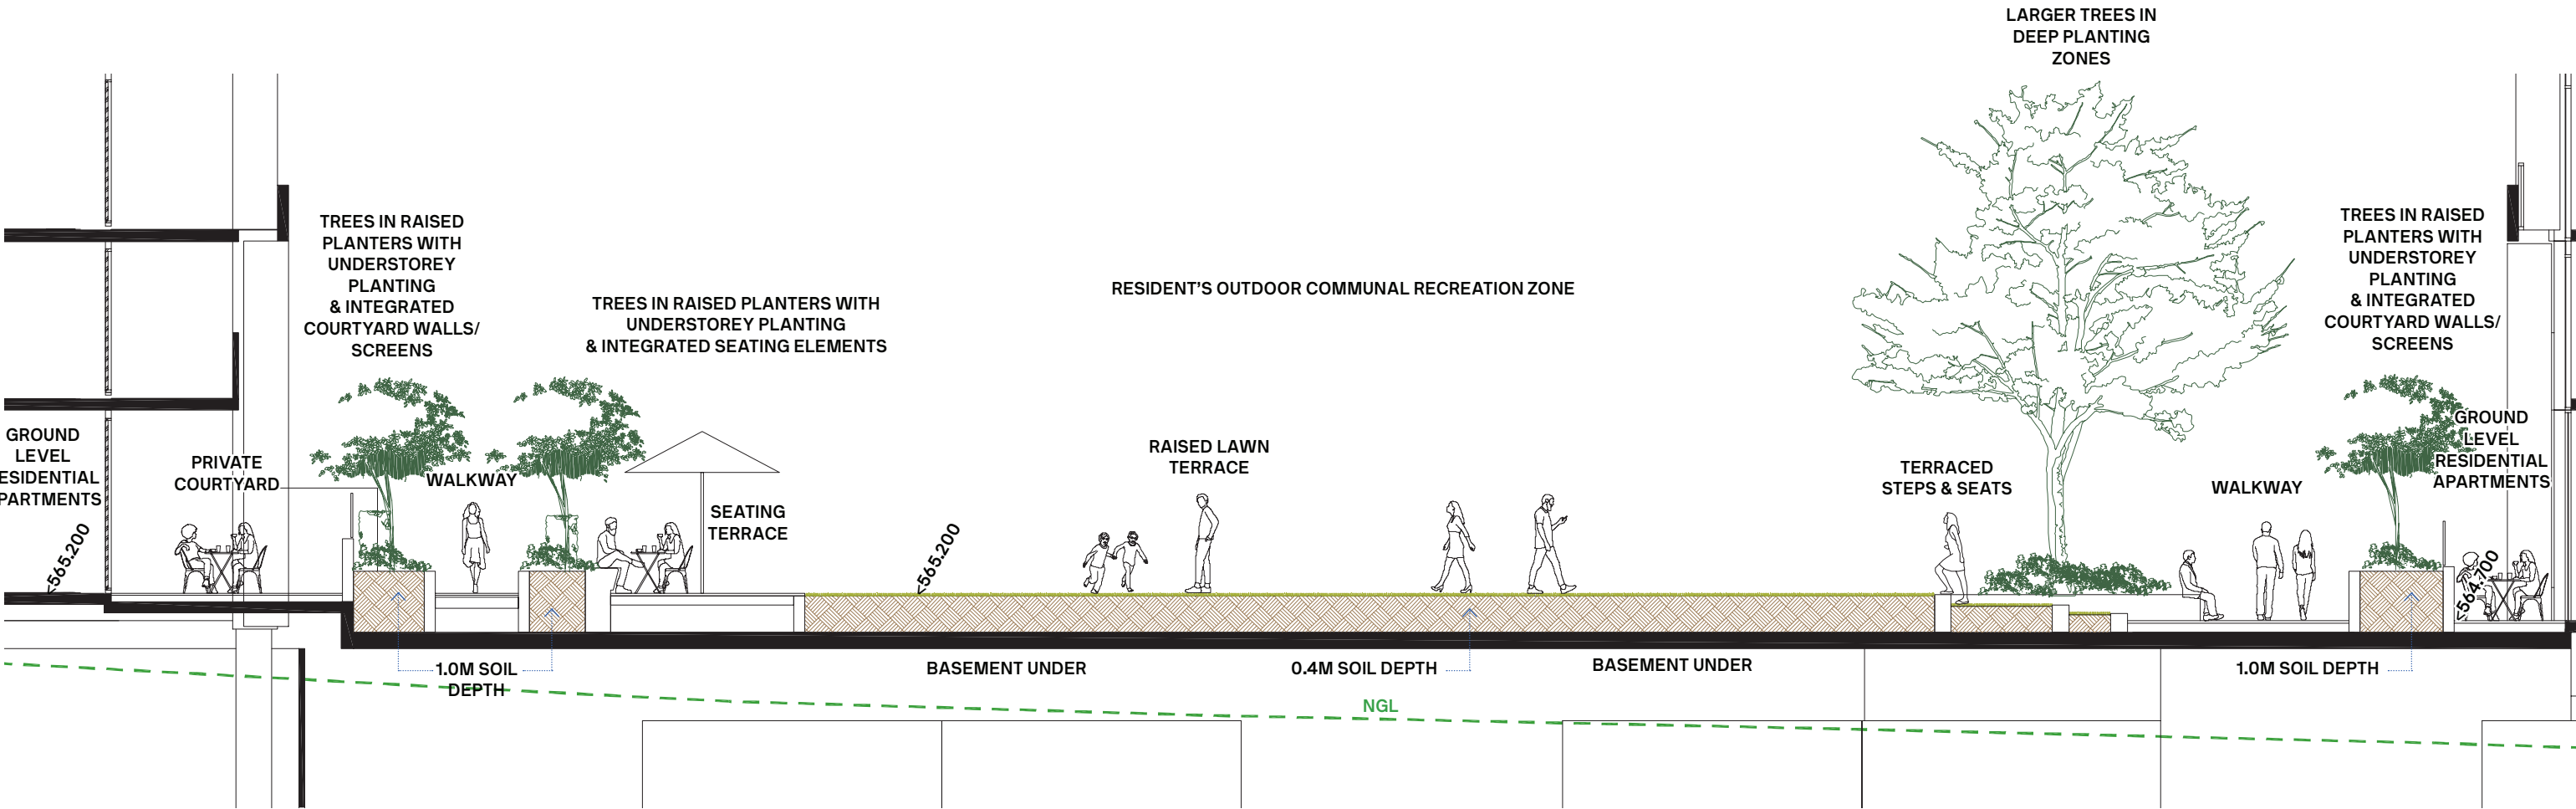 LARGER TREES IN
DEEP PLANTING
ZONES
TREES IN RAISED
PLANTERS WITH
UNDERSTOREY
PLANTING
& INTEGRATED
COURTYARD WALLS/
SCREENS
TREES IN RAISED PLANTERS WITH
UNDERSTOREY PLANTING
& INTEGRATED SEATING ELEMENTS
RESIDENT'S OUTDOOR COMMUNAL RECREATION ZONE
TREES IN RAISED
PLANTERS WITH
UNDERSTOREY
PLANTING
& INTEGRATED
COURTYARD WALLS/
SCREENS
GROUND
LEVEL
ESIDENTIAL
PARTMENTS
PRIVATE
COURTYARD
WALKWAY
SEATING
TERRACE
RAISED LAWN
TERRACE
TERRACED
STEPS & SEATS
WALKWAY
GROUND
LEVEL
RESIDENTIAL
APARTMENTS
<565.200
<565.200
<564.700
1.0M SOIL
DEPTH
BASEMENT UNDER
0.4M SOIL DEPTH
BASEMENT UNDER
1.0M SOIL DEPTH
NGL